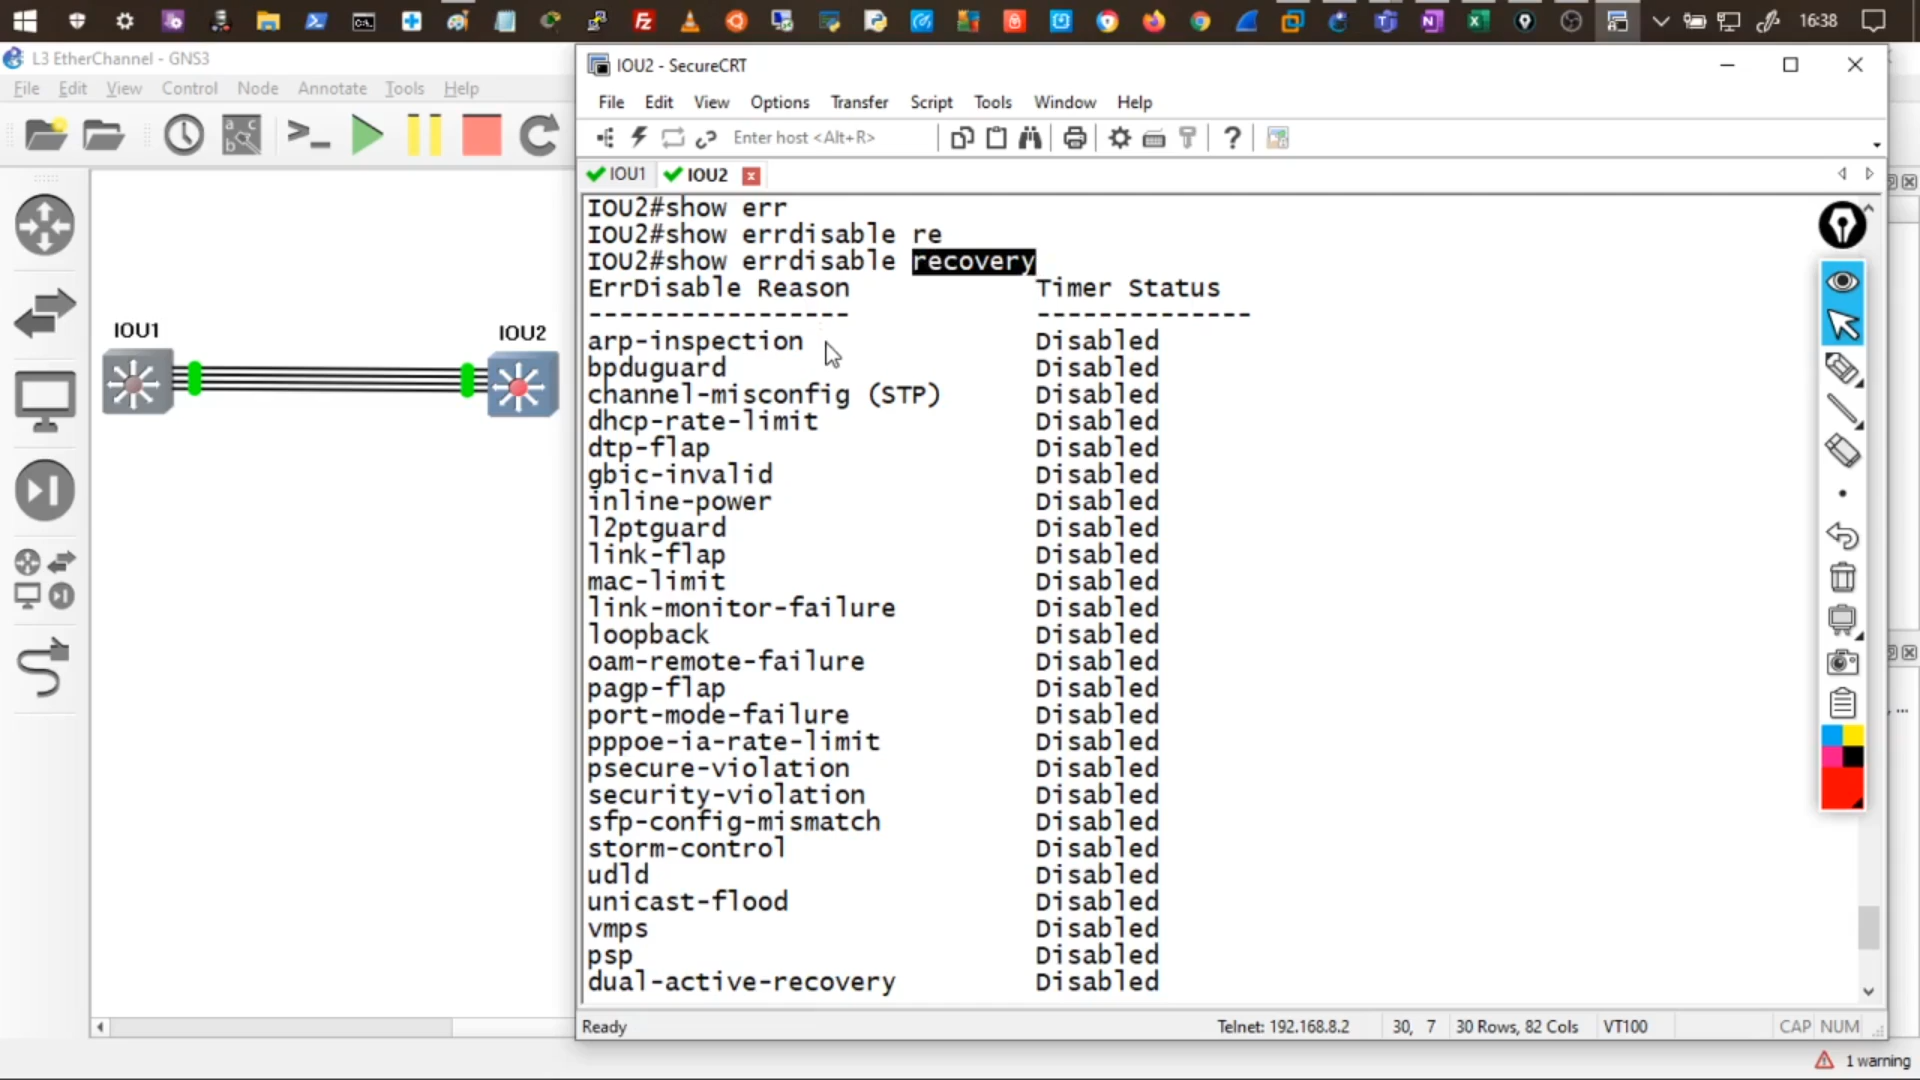 16:38
L3 EtherChannel - GNS3
File Edit View Control Node Annotate Tools Help
IOU1
IOU2
IOU2 - SecureCRT
File Edit View Options Transfer Script Tools Window Help
Enter host <Alt+R>
IOU1
IOU2
IOU2#show err
IOU2#show errdisable re
IOU2#show errdisable recovery
ErrDisable Reason Timer Status
----------------- --------------
arp-inspection Disabled
bpduguard Disabled
channel-misconfig (STP) Disabled
dhcp-rate-limit Disabled
dtp-flap Disabled
gbic-invalid Disabled
inline-power Disabled
l2ptguard Disabled
link-flap Disabled
mac-limit Disabled
link-monitor-failure Disabled
loopback Disabled
oam-remote-failure Disabled
pagp-flap Disabled
port-mode-failure Disabled
pppoe-ia-rate-limit Disabled
psecure-violation Disabled
security-violation Disabled
sfp-config-mismatch Disabled
storm-control Disabled
udld Disabled
unicast-flood Disabled
vmps Disabled
psp Disabled
dual-active-recovery Disabled
Ready Telnet: 192.168.8.2 30, 7 30 Rows, 82 Cols VT100 CAP NUM
1 warning